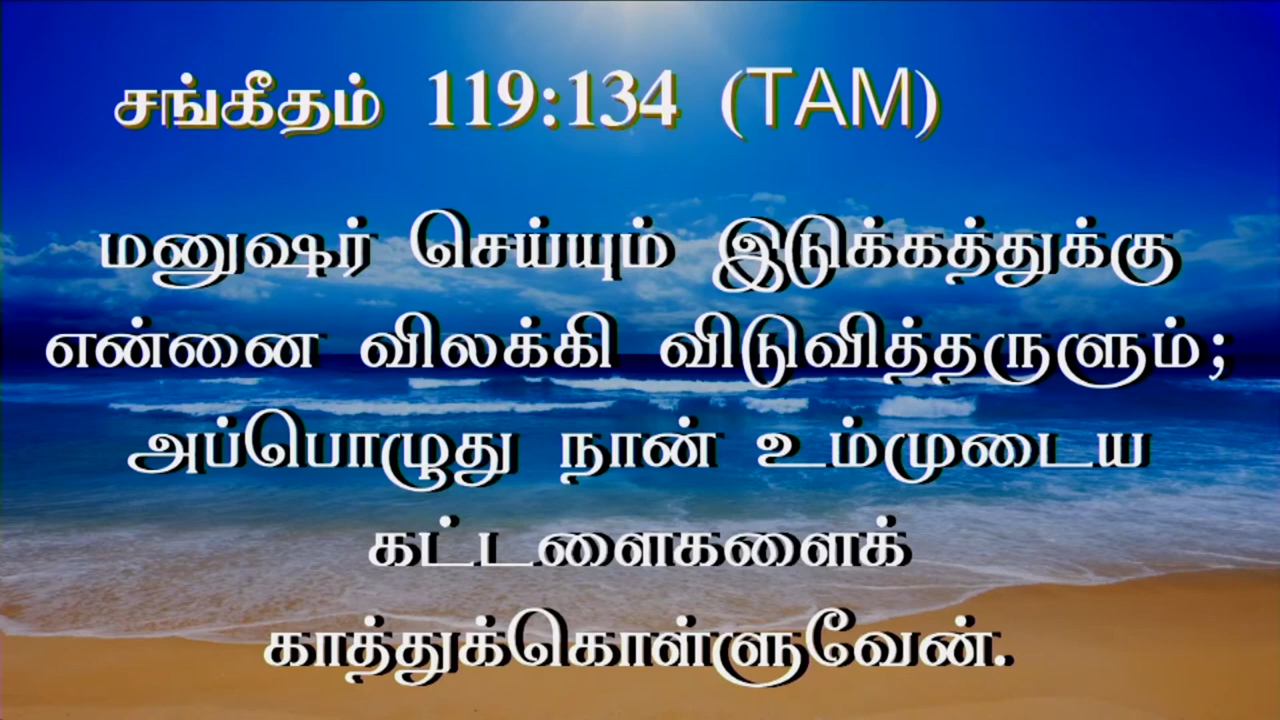 சங்கீதம் 119:134 (TAM)
மனுஷர் செய்யும் இடுக்கத்துக்கு
என்னை விலக்கி விடுவித்தருளும்;
அப்பொழுது நான் உம்முடைய
கட்டளைகளைக்
காத்துக்கொள்ளுவேன்.